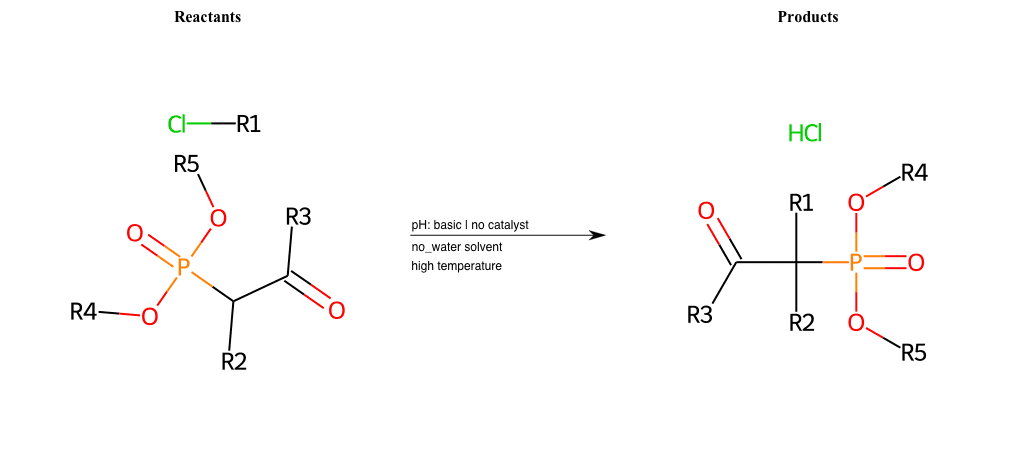 Reactants
Products
Cl
R1
HCl
R5
R4
O
R3
O
R1
O
O
P
O
P
O
R4
O
O
R3
R2
O
R2
R5
pH: basic | no catalyst
no_water solvent
high temperature